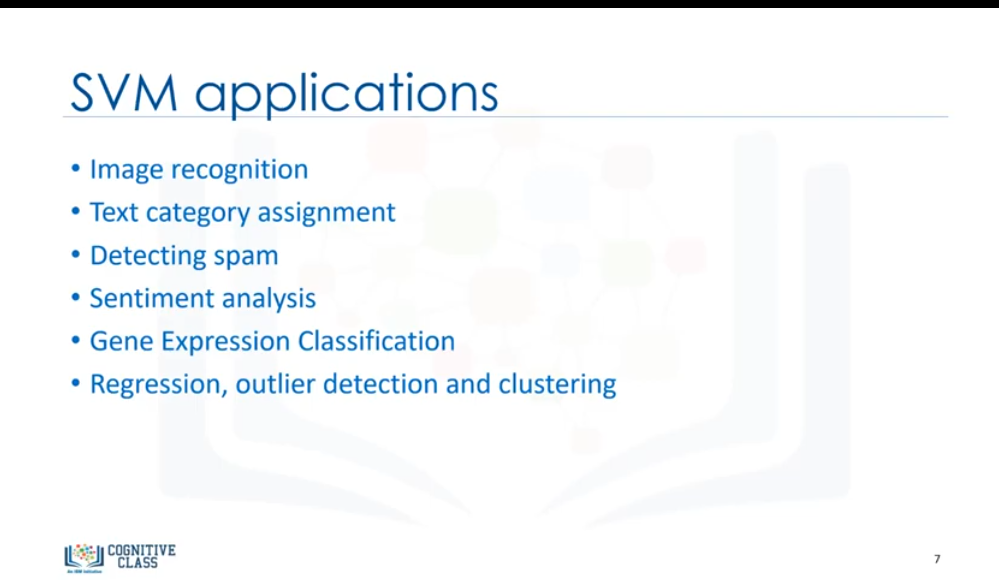 SVM applications
• Image recognition
• Text category assignment
• Detecting spam
• Sentiment analysis
• Gene Expression Classification
• Regression, outlier detection and clustering
COGNITIVE
CLASS
An IBM Initiative
7